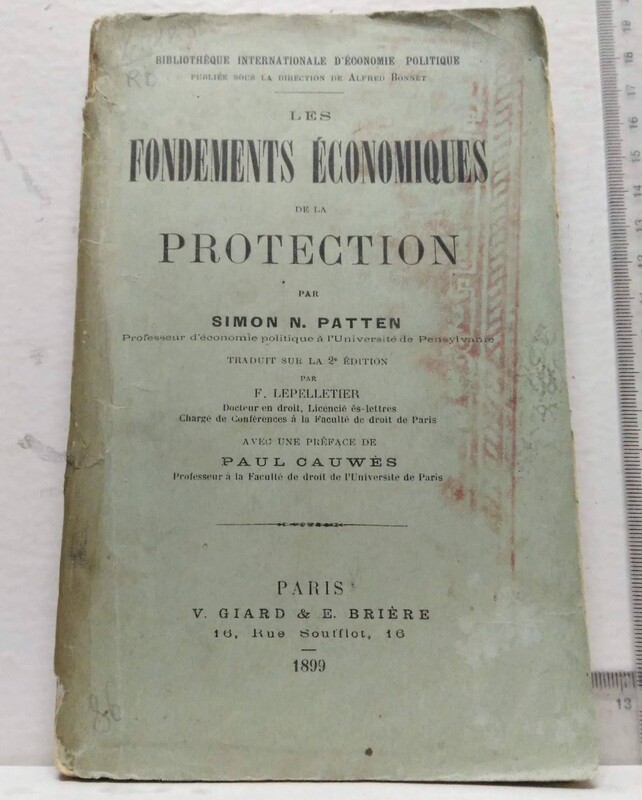 BIBLIOTHÈQUE INTERNATIONALE D'ÉCONOMIE POLITIQUE
PUBLIÉE SOUS LA DIRECTION DE ALFRED BONNET
LES
FONDEMENTS ÉCONOMIQUES
DE LA
PROTECTION
PAR
SIMON N. PATTEN
Professeur d'économie politique à l'Université de Pensylvanie
TRADUIT SUR LA 2e ÉDITION
PAR
F. LEPELLETIER
Docteur en droit, Licencié ès-lettres
Chargé de Conférences à la Faculté de droit de Paris
AVEC UNE PRÉFACE DE
PAUL CAUWÈS
Professeur à la Faculté de droit de l'Université de Paris
PARIS
V. GIARD & E. BRIÈRE
16, Rue Soufflot, 16
1899